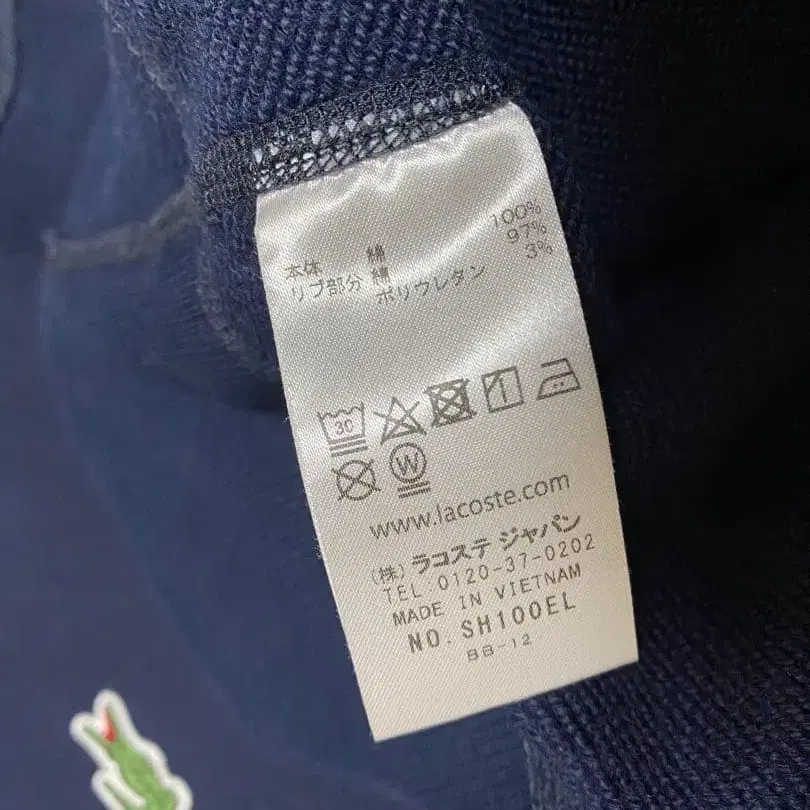 本体 綿 100%
リブ部分 綿 97%
ポリウレタン 3%
30
W
www.lacoste.com
(株) ラコステ ジャパン
TEL 0120-37-0202
MADE IN VIETNAM
NO. SH100EL
BB-12